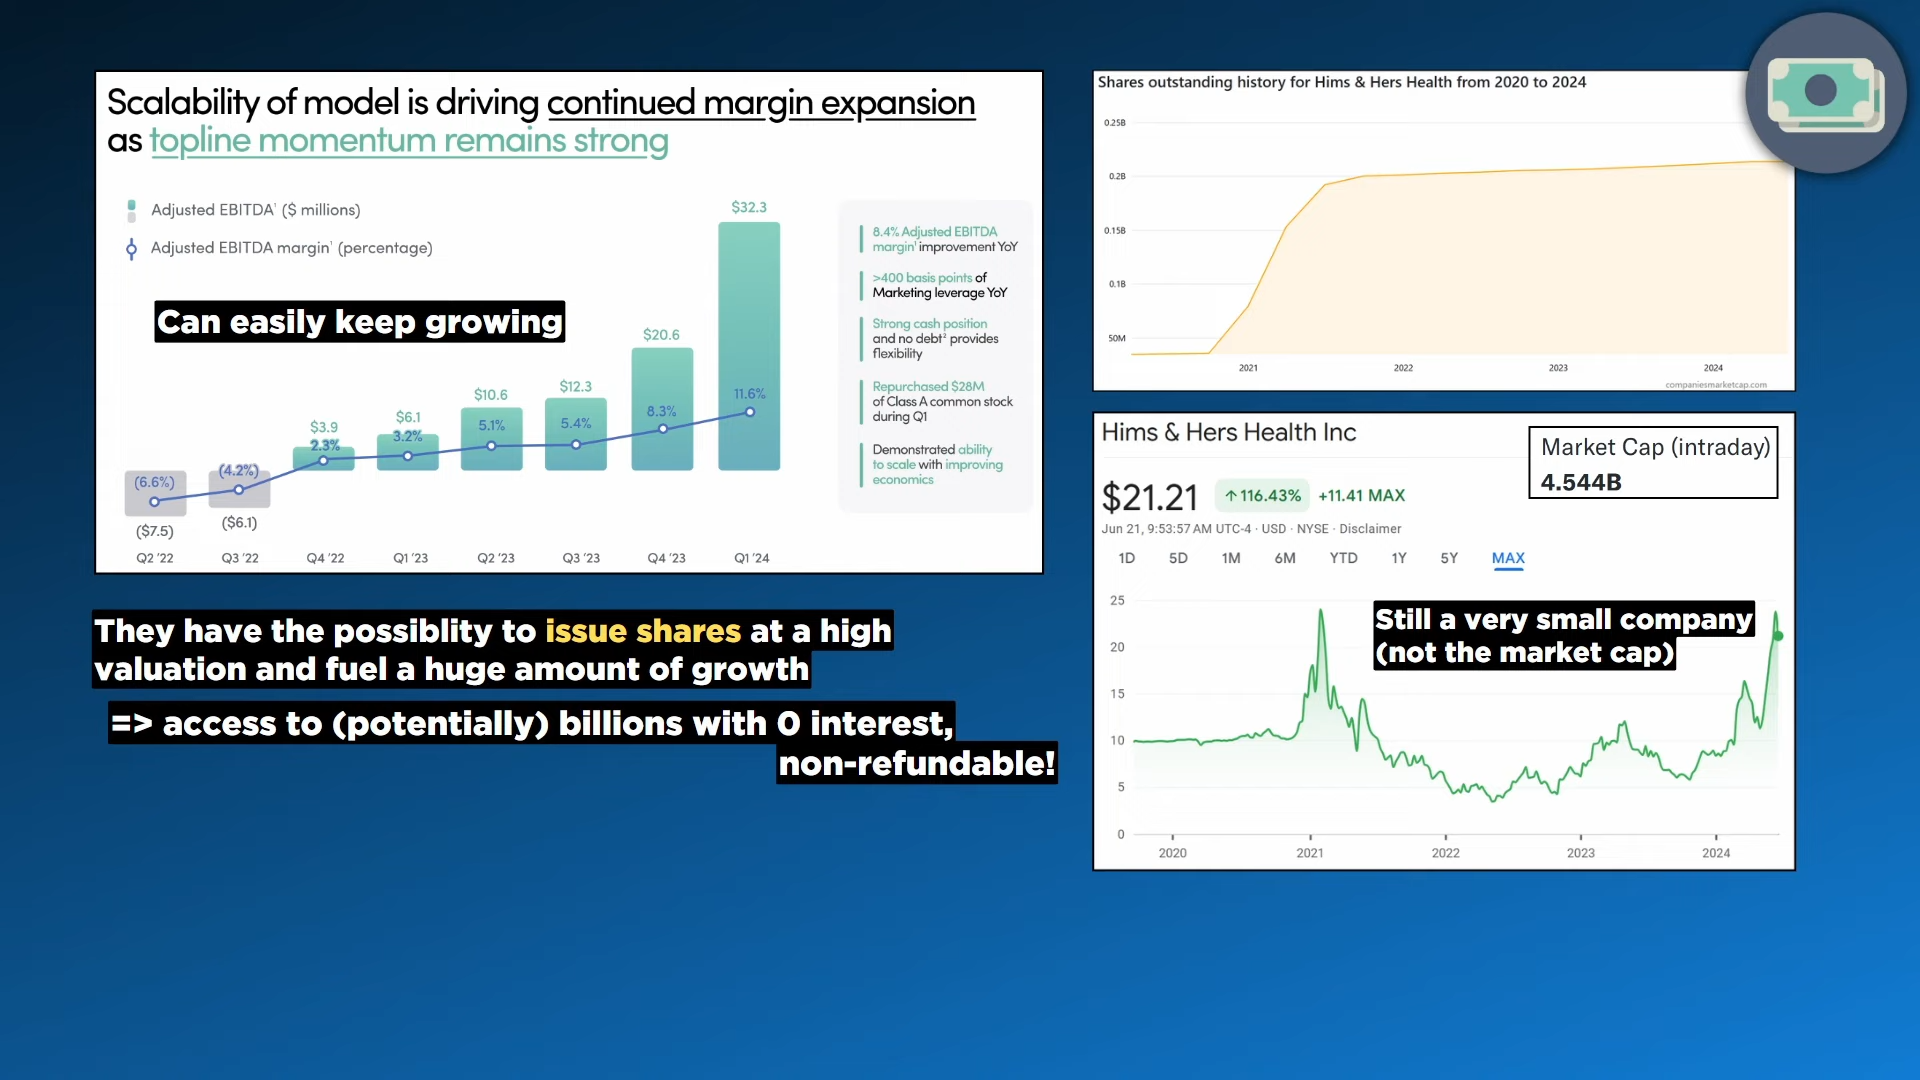 Scalability of model is driving continued margin expansion
as topline momentum remains strong
Adjusted EBITDA¹ ($ millions)
Adjusted EBITDA margin¹ (percentage)
Can easily keep growing
$32.3
$20.6
$12.3
$10.6
$6.1
$3.9
11.6%
8.3%
5.4%
5.1%
3.2%
2.3%
(4.2%)
(6.6%)
($7.5)
($6.1)
Q2 '22 Q3 '22 Q4 '22 Q1 '23 Q2 '23 Q3 '23 Q4 '23 Q1 '24
8.4% Adjusted EBITDA
margin¹ improvement YoY
>400 basis points of
Marketing leverage YoY
Strong cash position
and no debt² provides
flexibility
Repurchased $28M
of Class A common stock
during Q1
Demonstrated ability
to scale with improving
economics
They have the possiblity to issue shares at a high
valuation and fuel a huge amount of growth
=> access to (potentially) billions with 0 interest,
non-refundable!
Shares outstanding history for Hims & Hers Health from 2020 to 2024
0.25B
0.2B
0.15B
0.1B
50M
2021 2022 2023 2024
companiesmarketcap.com
Hims & Hers Health Inc
Market Cap (intraday)
4.544B
$21.21 ↑ 116.43% +11.41 MAX
Jun 21, 9:53:57 AM UTC-4 · USD · NYSE · Disclaimer
1D 5D 1M 6M YTD 1Y 5Y MAX
Still a very small company
(not the market cap)
25
20
15
10
5
0
2020 2021 2022 2023 2024